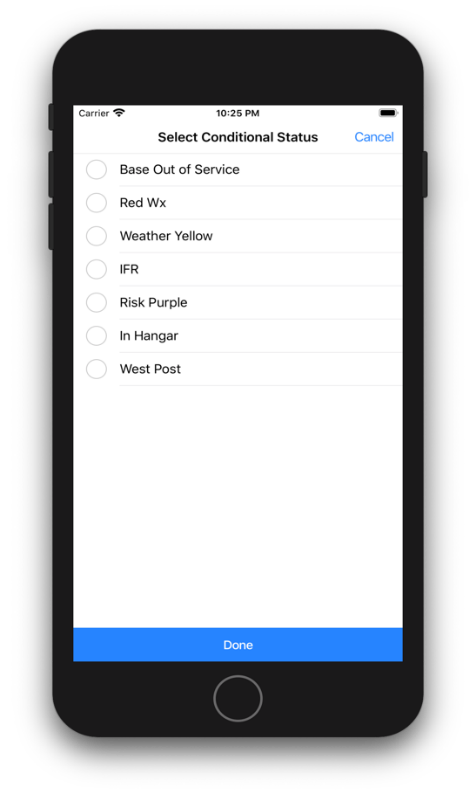 Carrier 10:25 PM
Select Conditional Status Cancel
Base Out of Service
Red Wx
Weather Yellow
IFR
Risk Purple
In Hangar
West Post
Done